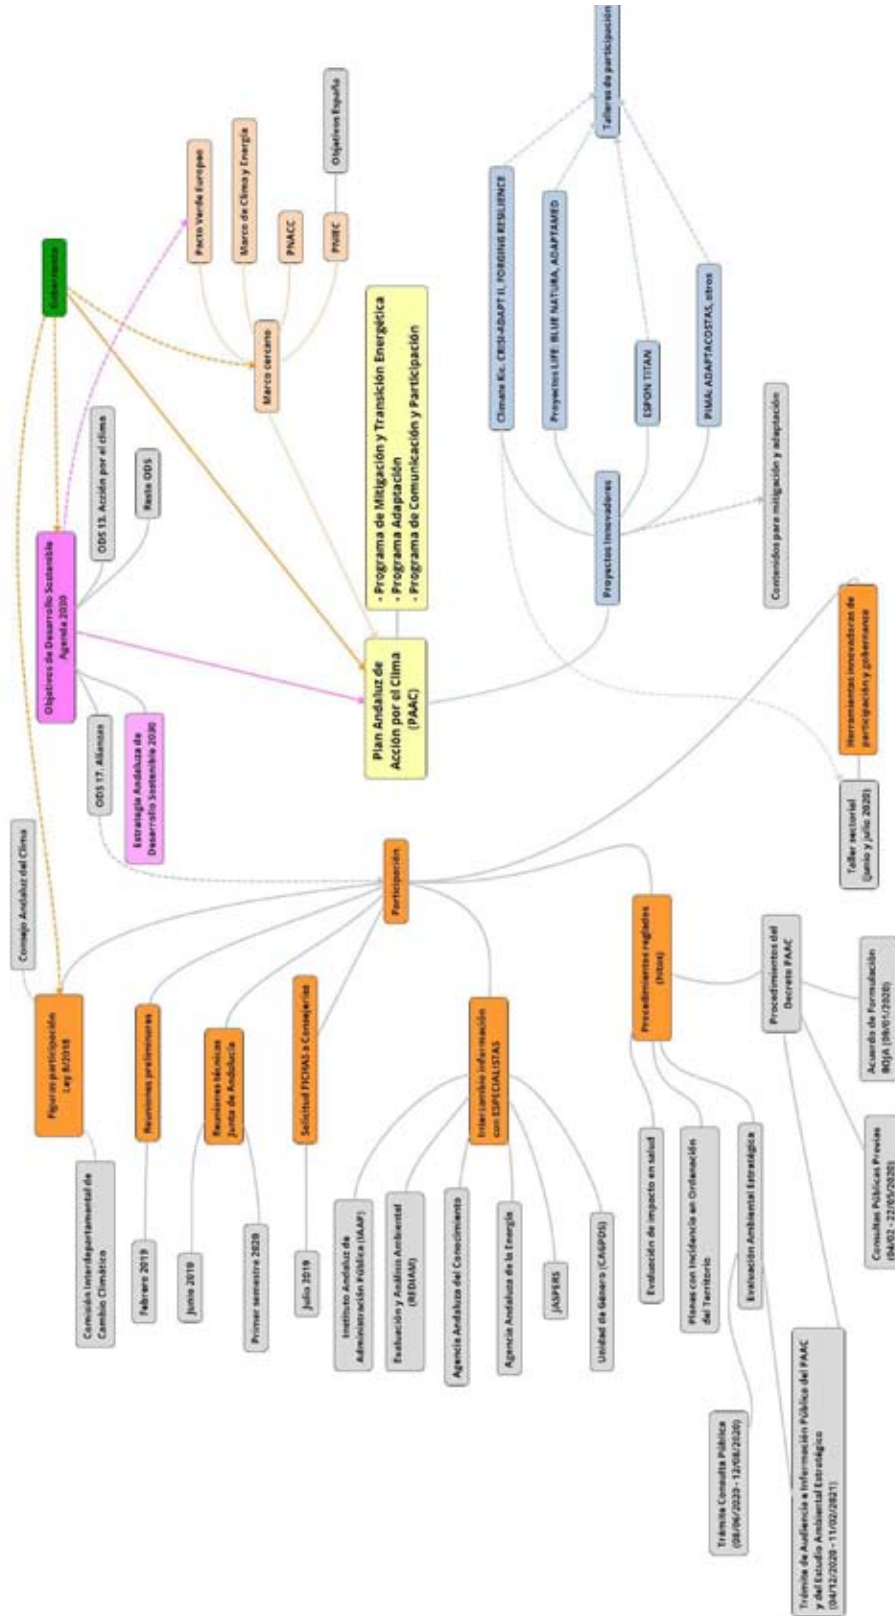 Consejo Andaluz del Clima
Comisión Interdepartamental de
Cambio Climático
Figuras participación
Ley 8/2018
Febrero 2019
Reuniones preliminares
Junio 2019
Primer semestre 2020
Reuniones técnicas
Junta de Andalucía
Julio 2019
Solicitud FICHAS a Consejerías
Instituto Andaluz de
Administración Pública (IAAP)
Evaluación y Análisis Ambiental
(REDIAM)
Agencia Andaluza del Conocimiento
Agencia Andaluza de la Energía
JASPERS
Unidad de Género (CAGPDS)
Intercambio información
con ESPECIALISTAS
Participación
Evaluación de impacto en salud
Planes con Incidencia en Ordenación
del Territorio
Evaluación Ambiental Estratégica
Procedimientos reglados
(hitos)
Trámite Consulta Pública
(08/06/2020 - 12/08/2020)
Trámite de Audiencia e Información Pública del PAAC
y del Estudio Ambiental Estratégico
(04/12/2020 - 11/02/2021)
Procedimientos del
Decreto PAAC
Consultas Públicas Previas
(04/02 - 22/05/2020)
Acuerdo de Formulación
BOJA (09/01/2020)
Taller sectorial
(junio y julio 2020)
Herramientas innovadoras de
participación y gobernanza
Objetivos de Desarrollo Sostenible
Agenda 2030
ODS 17. Alianzas
Estrategia Andaluza de
Desarrollo Sostenible 2030
ODS 13. Acción por el clima
Resto ODS
Gobernanza
Marco cercano
Pacto Verde Europeo
Marco de Clima y Energía
PNACC
PNIEC
Objetivos España
Plan Andaluz de
Acción por el Clima
(PAAC)
- Programa de Mitigación y Transición Energética
- Programa Adaptación
- Programa de Comunicación y Participación
Proyectos Innovadores
Climate Kic. CRISI-ADAPT II, FORGING RESILIENCE
Proyectos LIFE: BLUE NATURA, ADAPTAMED
ESPON TITAN
PIMA: ADAPTACOSTAS, otros
Contenidos para mitigación y adaptación
Talleres de participación